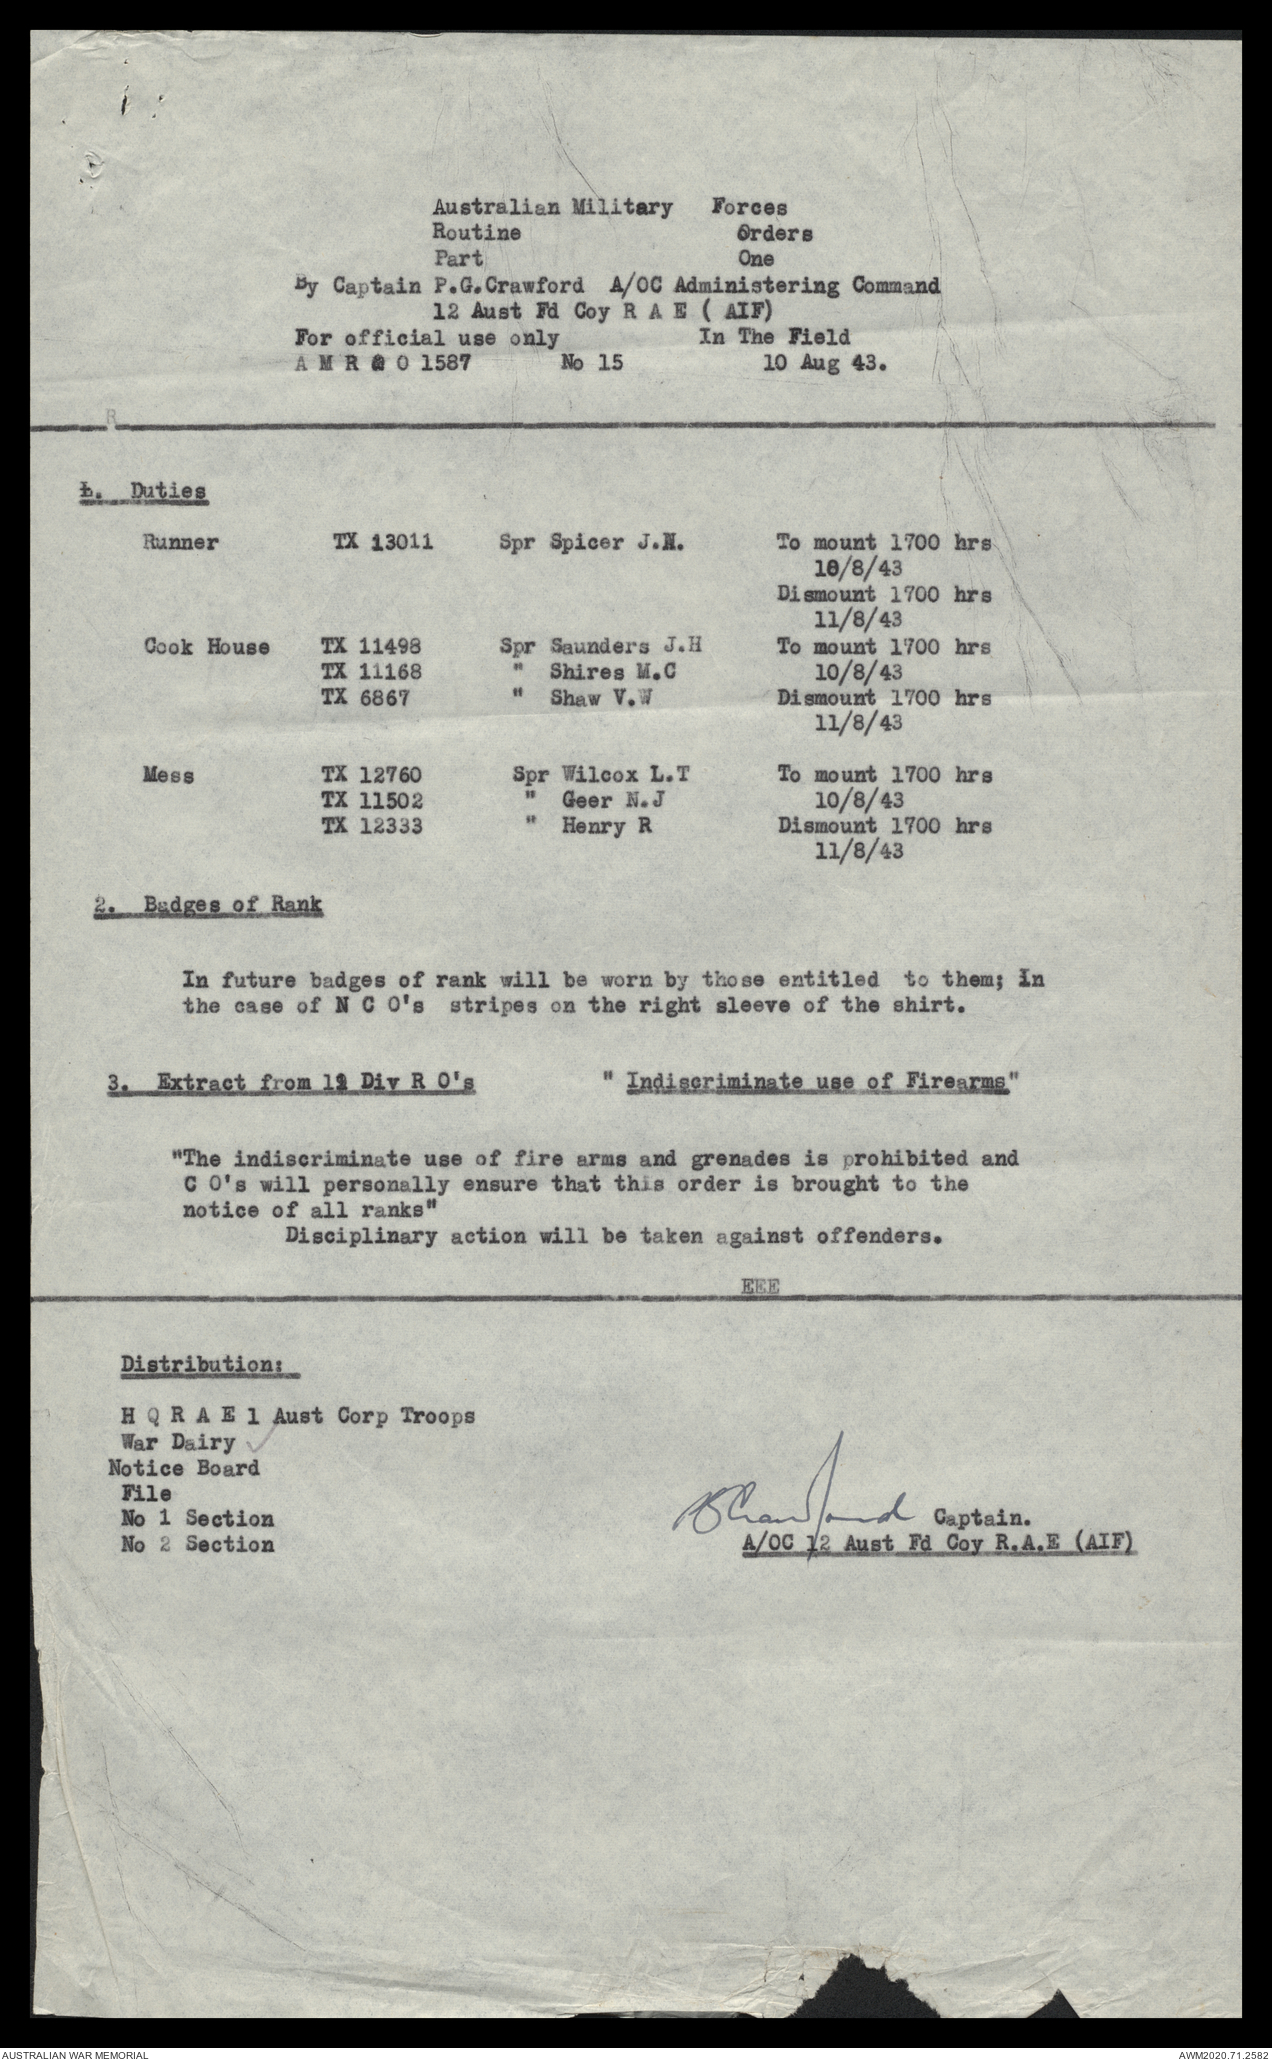 Australian Military Forces
Routine Orders
Part One
By Captain P.G.Crawford A/OC Administering Command
12 Aust Fd Coy R A E ( AIF)
For official use only In The Field
A M R O 1587 No 15 10 Aug 43.
R
1. Duties
Runner TX 13011 Spr Spicer J.N. To mount 1700 hrs
10/8/43
Dismount 1700 hrs
11/8/43
Cook House TX 11498 Spr Saunders J.H To mount 1700 hrs
TX 11168 " Shires M.C 10/8/43
TX 6867 " Shaw V.W Dismount 1700 hrs
11/8/43
Mess TX 12760 Spr Wilcox L.T To mount 1700 hrs
TX 11502 " Geer N.J 10/8/43
TX 12333 " Henry R Dismount 1700 hrs
11/8/43
2. Badges of Rank
In future badges of rank will be worn by those entitled to them; in
the case of N C O's stripes on the right sleeve of the shirt.
3. Extract from Div R O's " Indiscriminate use of Firearms"
"The indiscriminate use of fire arms and grenades is prohibited and
C O's will personally ensure that this order is brought to the
notice of all ranks"
Disciplinary action will be taken against offenders.
EEE
Distribution:
H Q R A E 1 Aust Corp Troops
War Dairy ✓
Notice Board
File
No 1 Section
No 2 Section
PGCrawford Captain.
A/OC 12 Aust Fd Coy R.A.E (AIF)
AUSTRALIAN WAR MEMORIAL AWM2020.71.2582